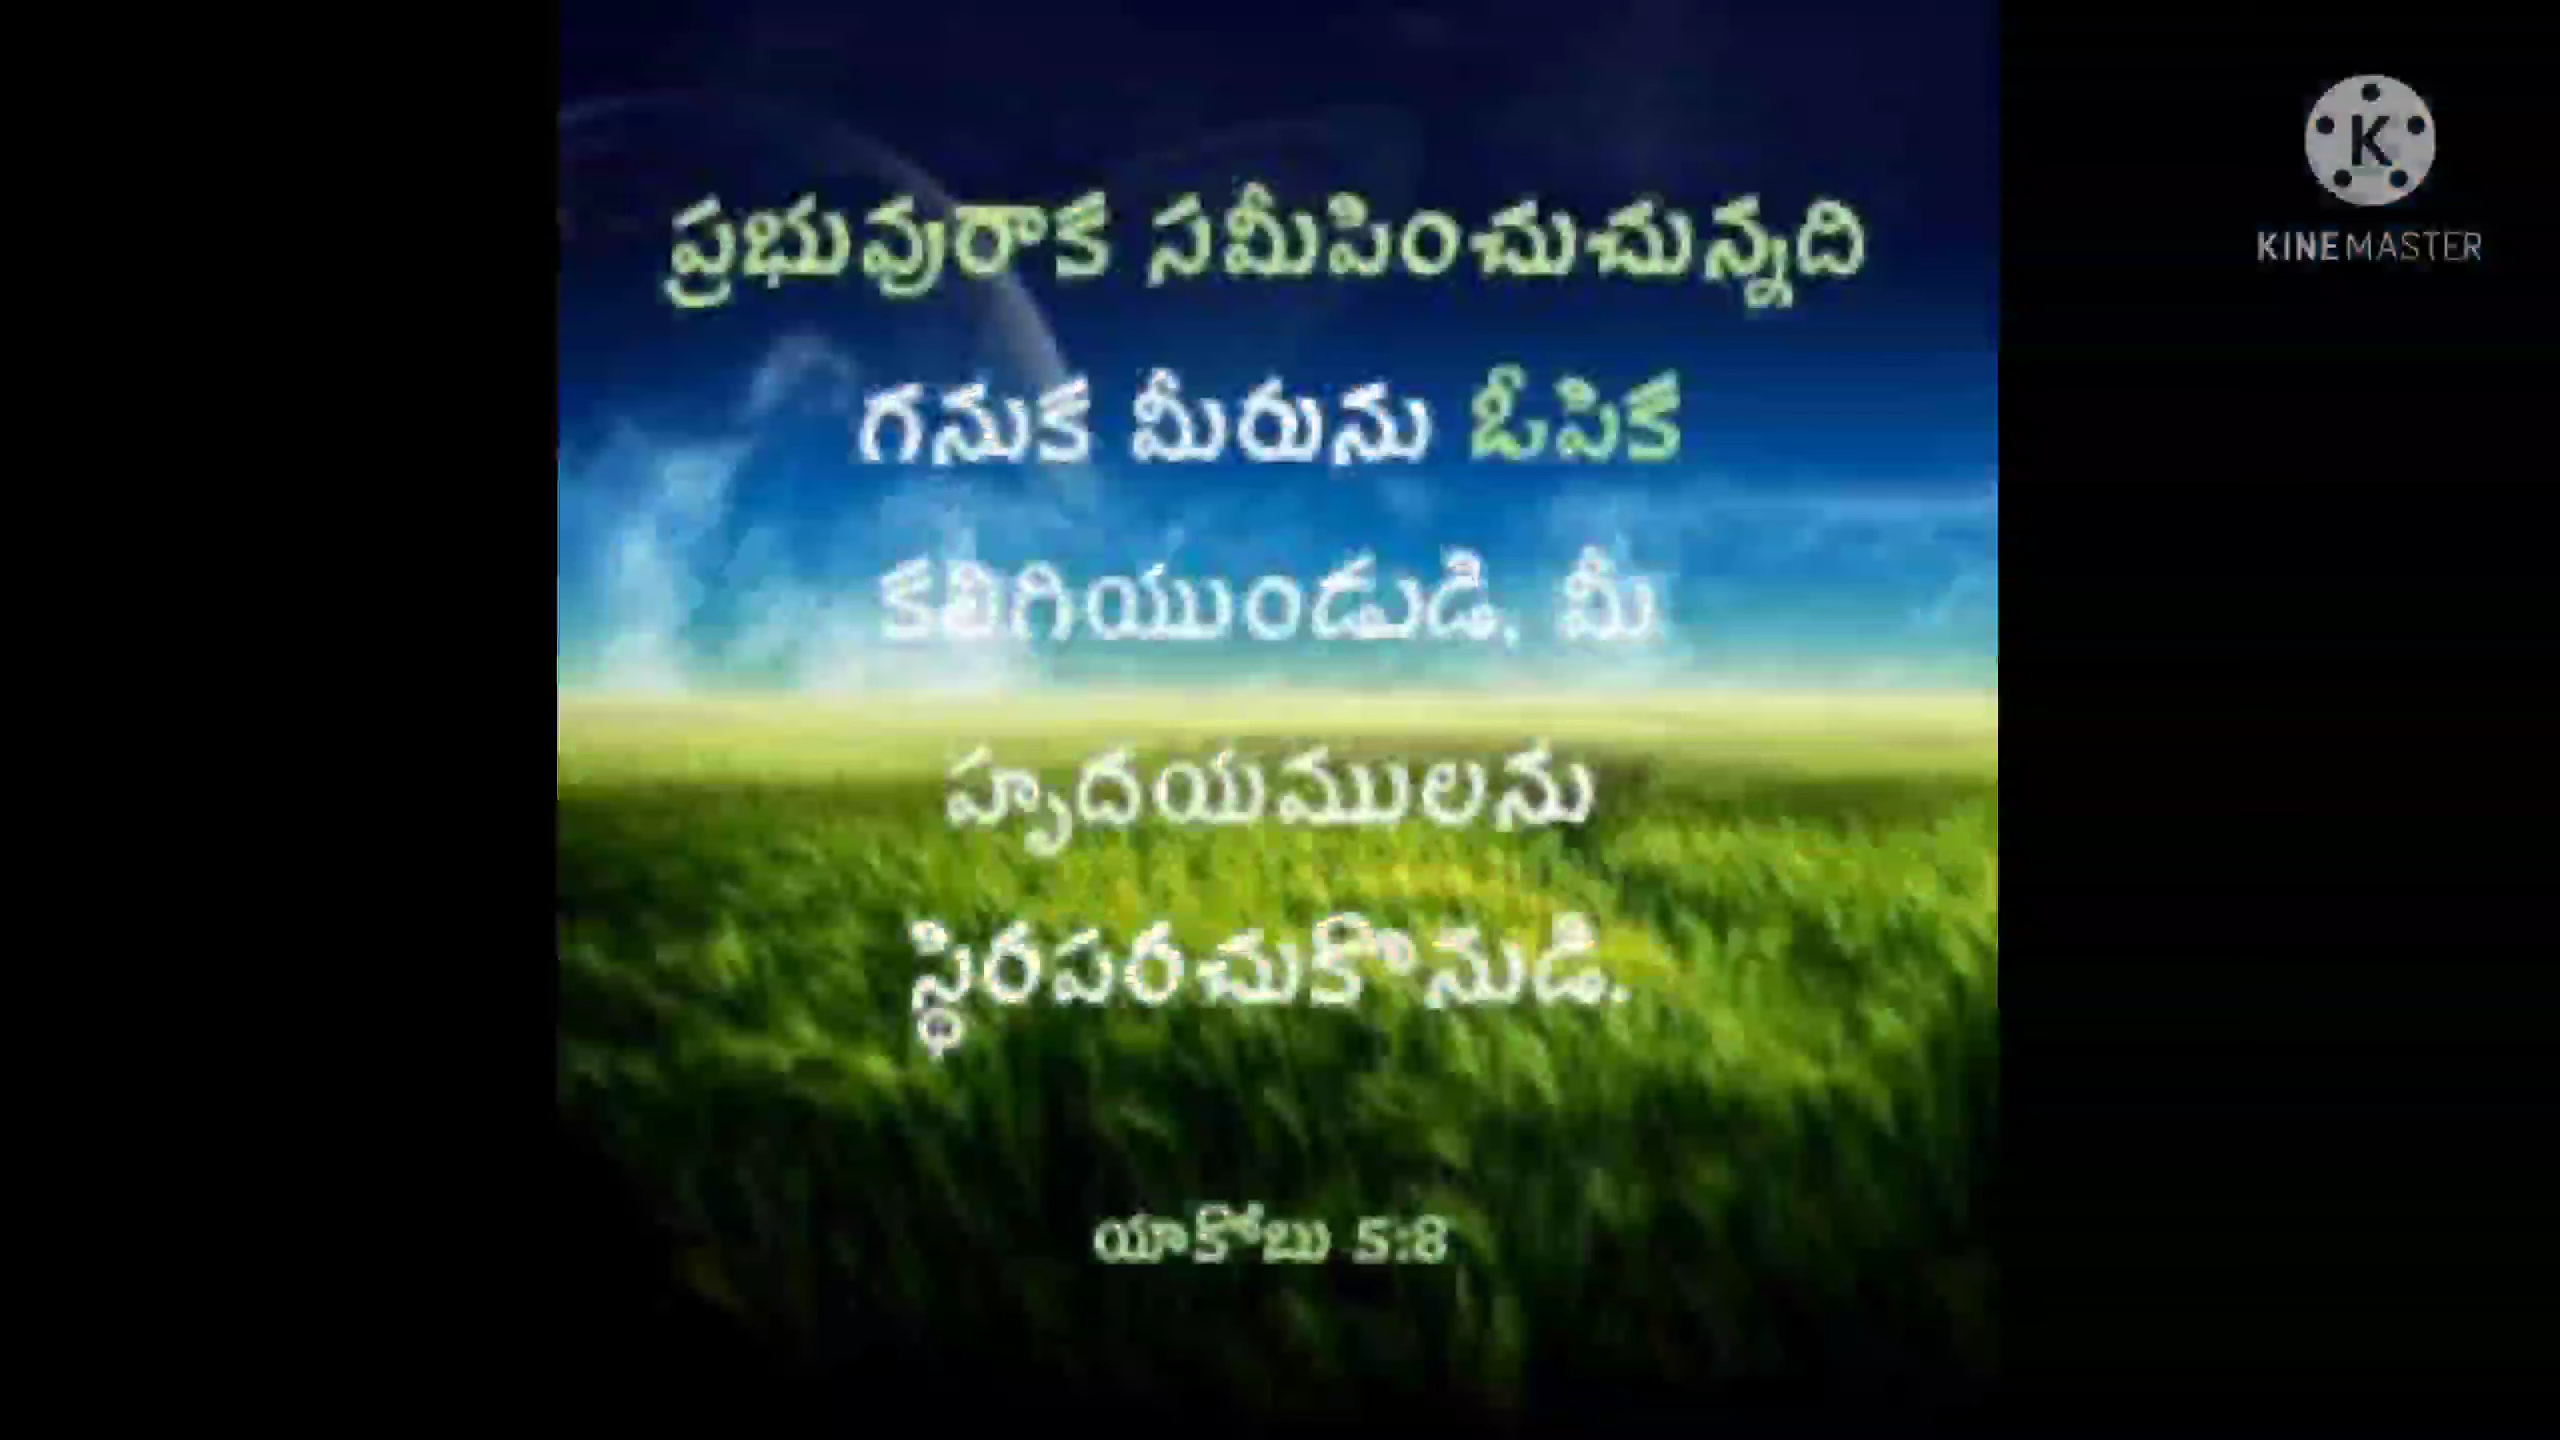 ప్రభువురాక సమీపించుచున్నది
గనుక మీరును ఓపిక
కలిగియుండుడి, మీ
హృదయములను
స్థిరపరచుకొనుడి.
యాకోబు 5:8
K
KINEMASTER